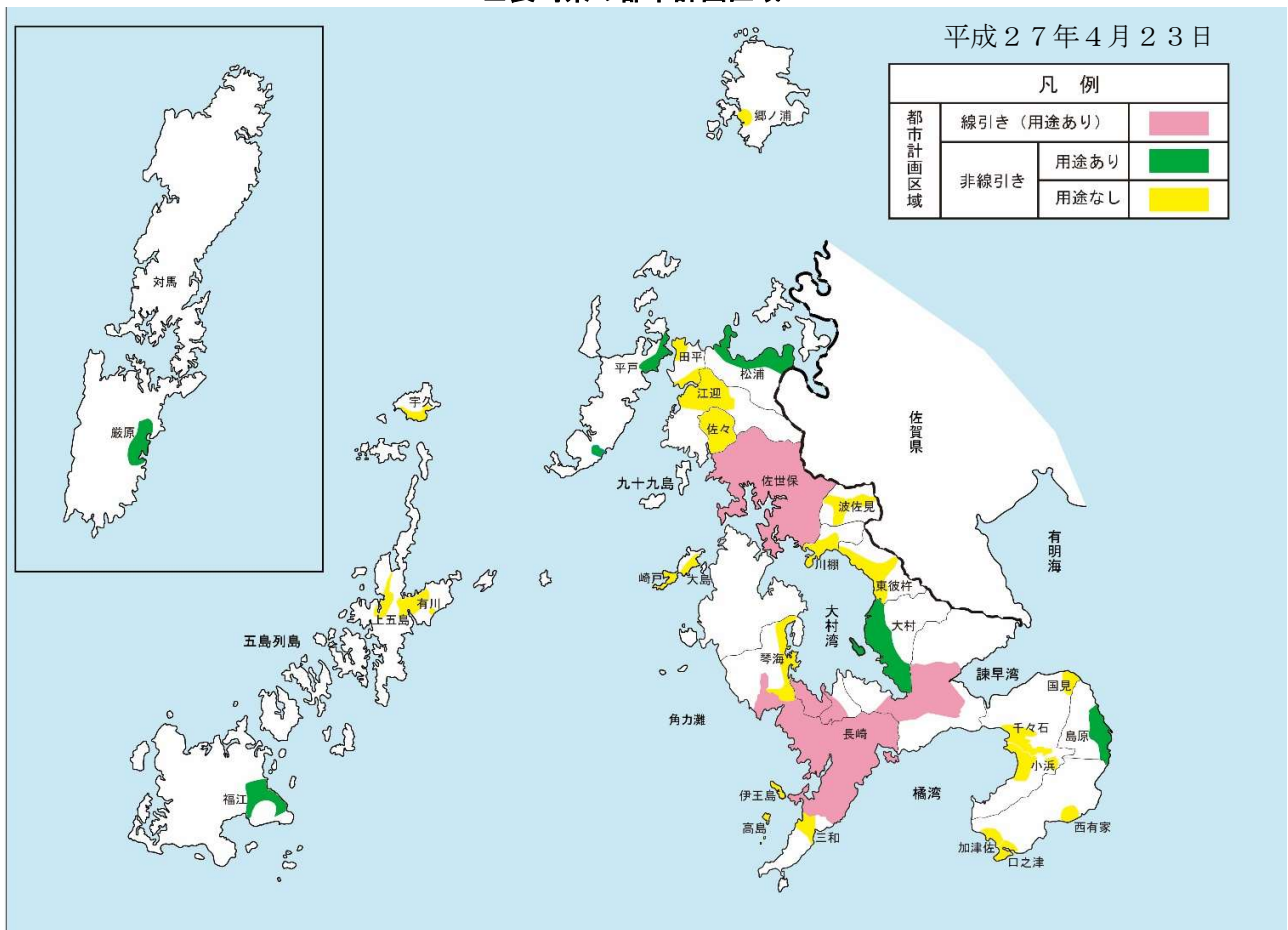 平成２７年４月２３日
凡 例
都市計画区域
線引き（用途あり）
非線引き
用途あり
用途なし
郷ノ浦
対馬
厳原
平戸
田平
松浦
江迎
佐々
宇久
佐賀県
九十九島
佐世保
波佐見
有明海
川棚
崎戸
大島
東彼杵
有川
上五島
大村湾
大村
五島列島
琴海
諫早湾
国見
角力灘
千々石
島原
長崎
小浜
福江
伊王島
橘湾
高島
三和
西有家
加津佐
口之津